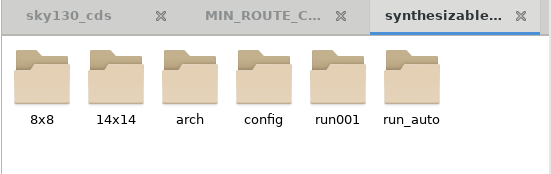 sky130_cds MIN_ROUTE_C... synthesizable...
8x8 14x14 arch config run001 run_auto